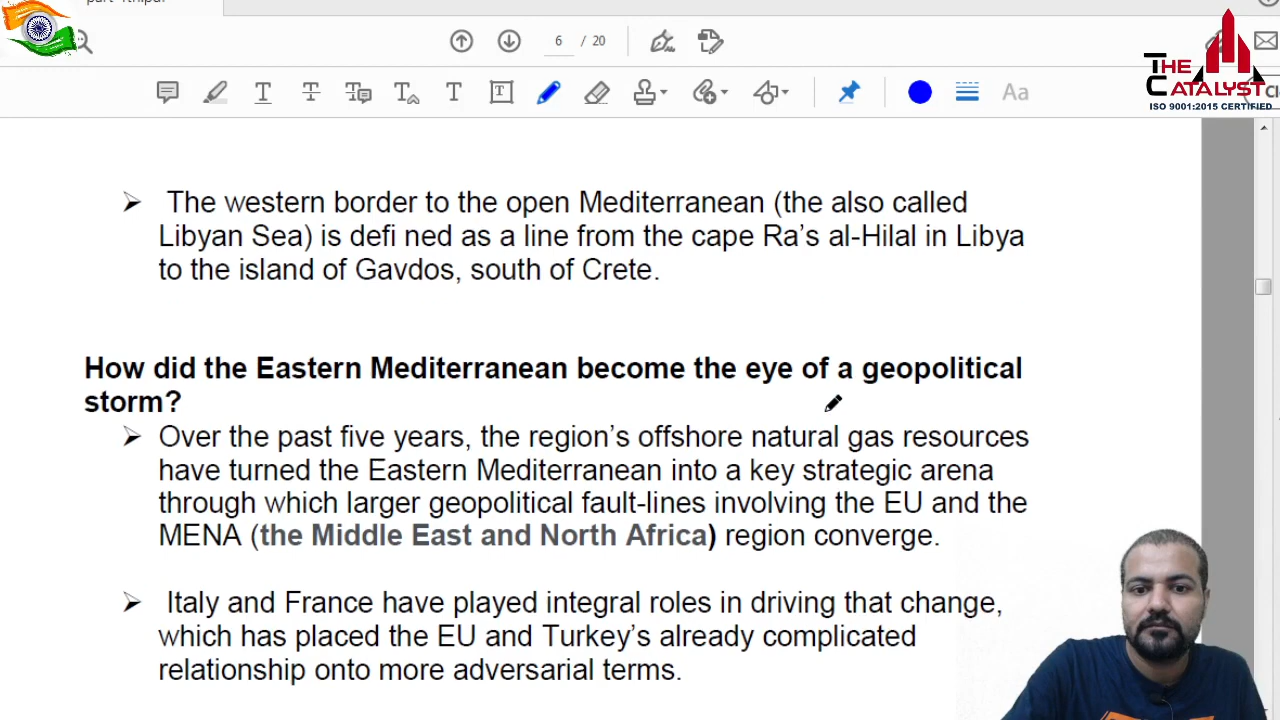 6 / 20
Aa
THE
CATALYST
ISO 9001:2015 CERTIFIED
➢ The western border to the open Mediterranean (the also called
Libyan Sea) is defi ned as a line from the cape Ra’s al-Hilal in Libya
to the island of Gavdos, south of Crete.
How did the Eastern Mediterranean become the eye of a geopolitical
storm?
➢ Over the past five years, the region’s offshore natural gas resources
have turned the Eastern Mediterranean into a key strategic arena
through which larger geopolitical fault-lines involving the EU and the
MENA (the Middle East and North Africa) region converge.
➢ Italy and France have played integral roles in driving that change,
which has placed the EU and Turkey’s already complicated
relationship onto more adversarial terms.